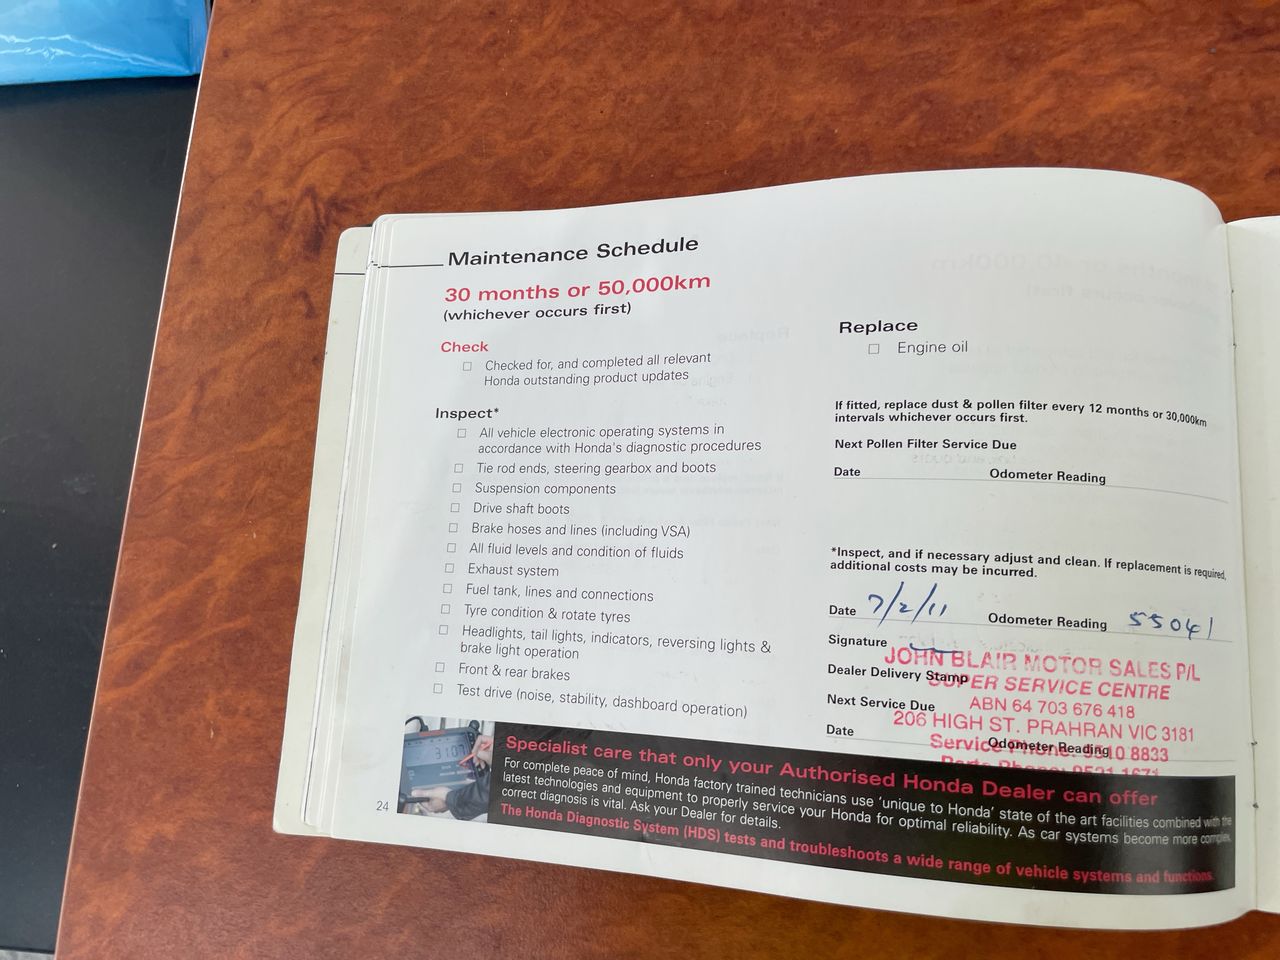 Maintenance Schedule
30 months or 50,000km
(whichever occurs first)
Check
Checked for, and completed all relevant
Honda outstanding product updates
Inspect*
All vehicle electronic operating systems in
accordance with Honda's diagnostic procedures
Tie rod ends, steering gearbox and boots
Suspension components
Drive shaft boots
Brake hoses and lines (including VSA)
All fluid levels and condition of fluids
Exhaust system
Fuel tank, lines and connections
Tyre condition & rotate tyres
Headlights, tail lights, indicators, reversing lights &
brake light operation
Front & rear brakes
Test drive (noise, stability, dashboard operation)
Replace
Engine oil
If fitted, replace dust & pollen filter every 12 months or 30,000km
intervals whichever occurs first.
Next Pollen Filter Service Due
Date Odometer Reading
*Inspect, and if necessary adjust and clean. If replacement is required,
additional costs may be incurred.
Date 7/2/11 Odometer Reading 55041
Signature
JOHN BLAIR MOTOR SALES P/L
Dealer Delivery Stamp
SUPER SERVICE CENTRE
Next Service Due
ABN 64 703 676 418
206 HIGH ST. PRAHRAN VIC 3181
Date Odometer Reading
Service Phone: 8833
Parts Phone: 9521 1671
3107
Specialist care that only your Authorised Honda Dealer can offer
For complete peace of mind, Honda factory trained technicians use 'unique to Honda' state of the art facilities combined with the
latest technologies and equipment to properly service your Honda for optimal reliability. As car systems become more complex,
correct diagnosis is vital. Ask your Dealer for details.
The Honda Diagnostic System (HDS) tests and troubleshoots a wide range of vehicle systems and functions.
24